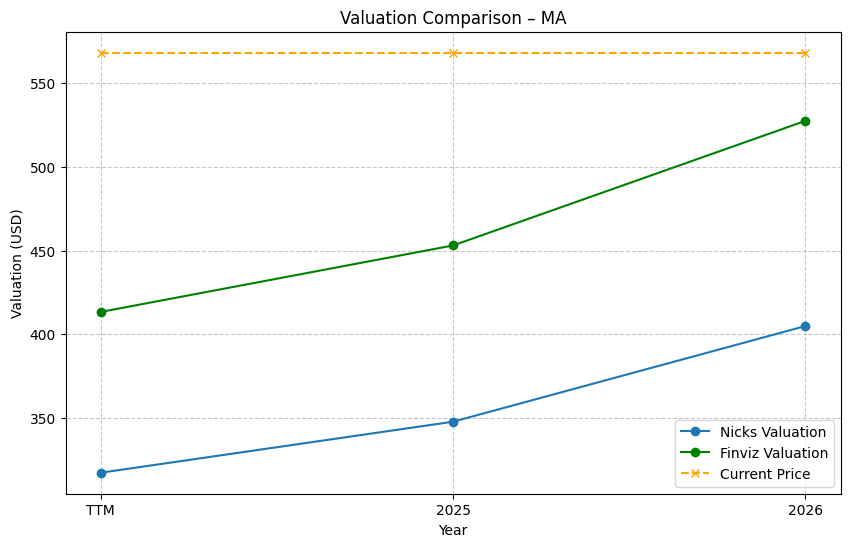 Valuation Comparison – MA
Valuation (USD)
550
500
450
400
350
TTM
2025
2026
Year
Nicks Valuation
Finviz Valuation
Current Price